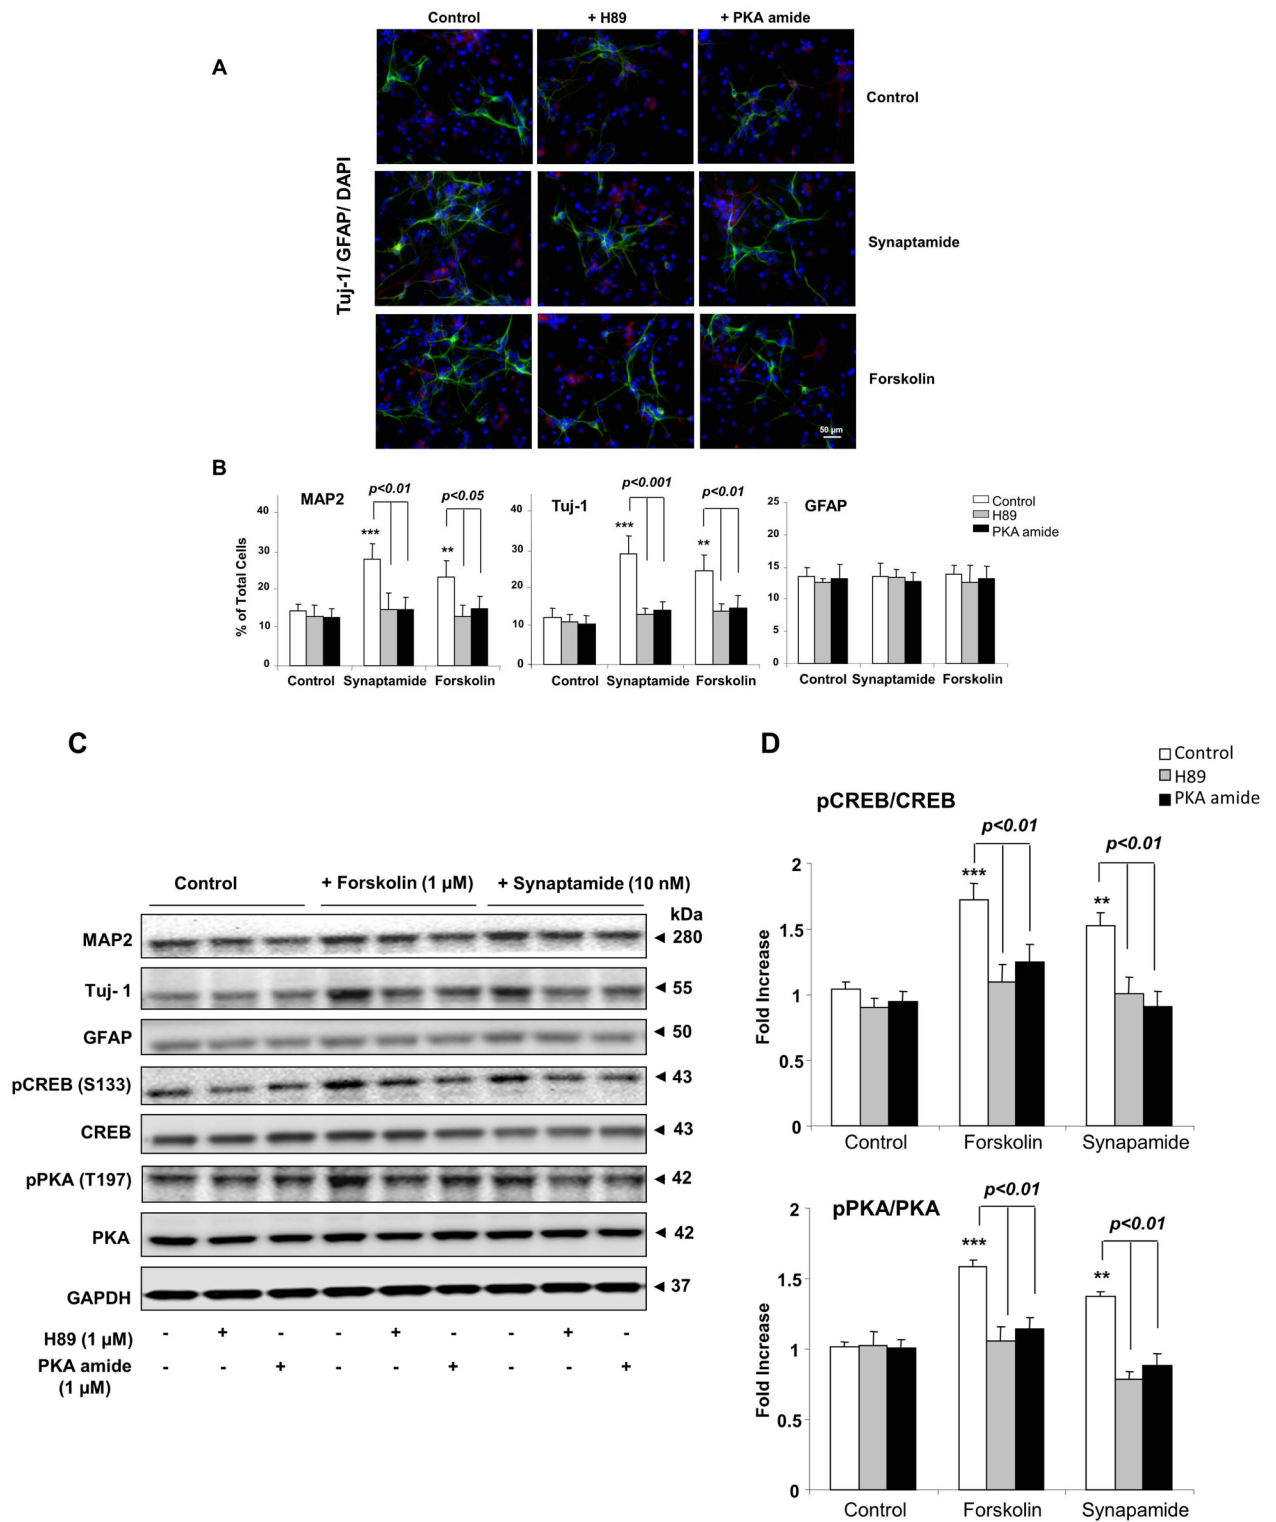 Control + H89 + PKA amide
A
Control
Tuj-1/ GFAP/ DAPI
Synaptamide
Forskolin
50 µm
B
MAP2
p<0.01
p<0.05
***
**
% of Total Cells
40
30
20
10
0
Control Synaptamide Forskolin
Tuj-1
p<0.001
p<0.01
***
**
40
30
20
10
0
Control Synaptamide Forskolin
GFAP
25
20
15
10
5
0
Control Synaptamide Forskolin
Control
H89
PKA amide
C
Control + Forskolin (1 µM) + Synaptamide (10 nM)
kDa
MAP2 280
Tuj- 1 55
GFAP 50
pCREB (S133) 43
CREB 43
pPKA (T197) 42
PKA 42
GAPDH 37
H89 (1 µM) - + - - + - - + -
PKA amide - - + - - + - - +
(1 µM)
D
Control
H89
PKA amide
pCREB/CREB
p<0.01
p<0.01
***
**
Fold Increase
2
1.5
1
0.5
0
Control Forskolin Synapamide
pPKA/PKA
p<0.01
p<0.01
***
**
Fold Increase
2
1.5
1
0.5
0
Control Forskolin Synapamide